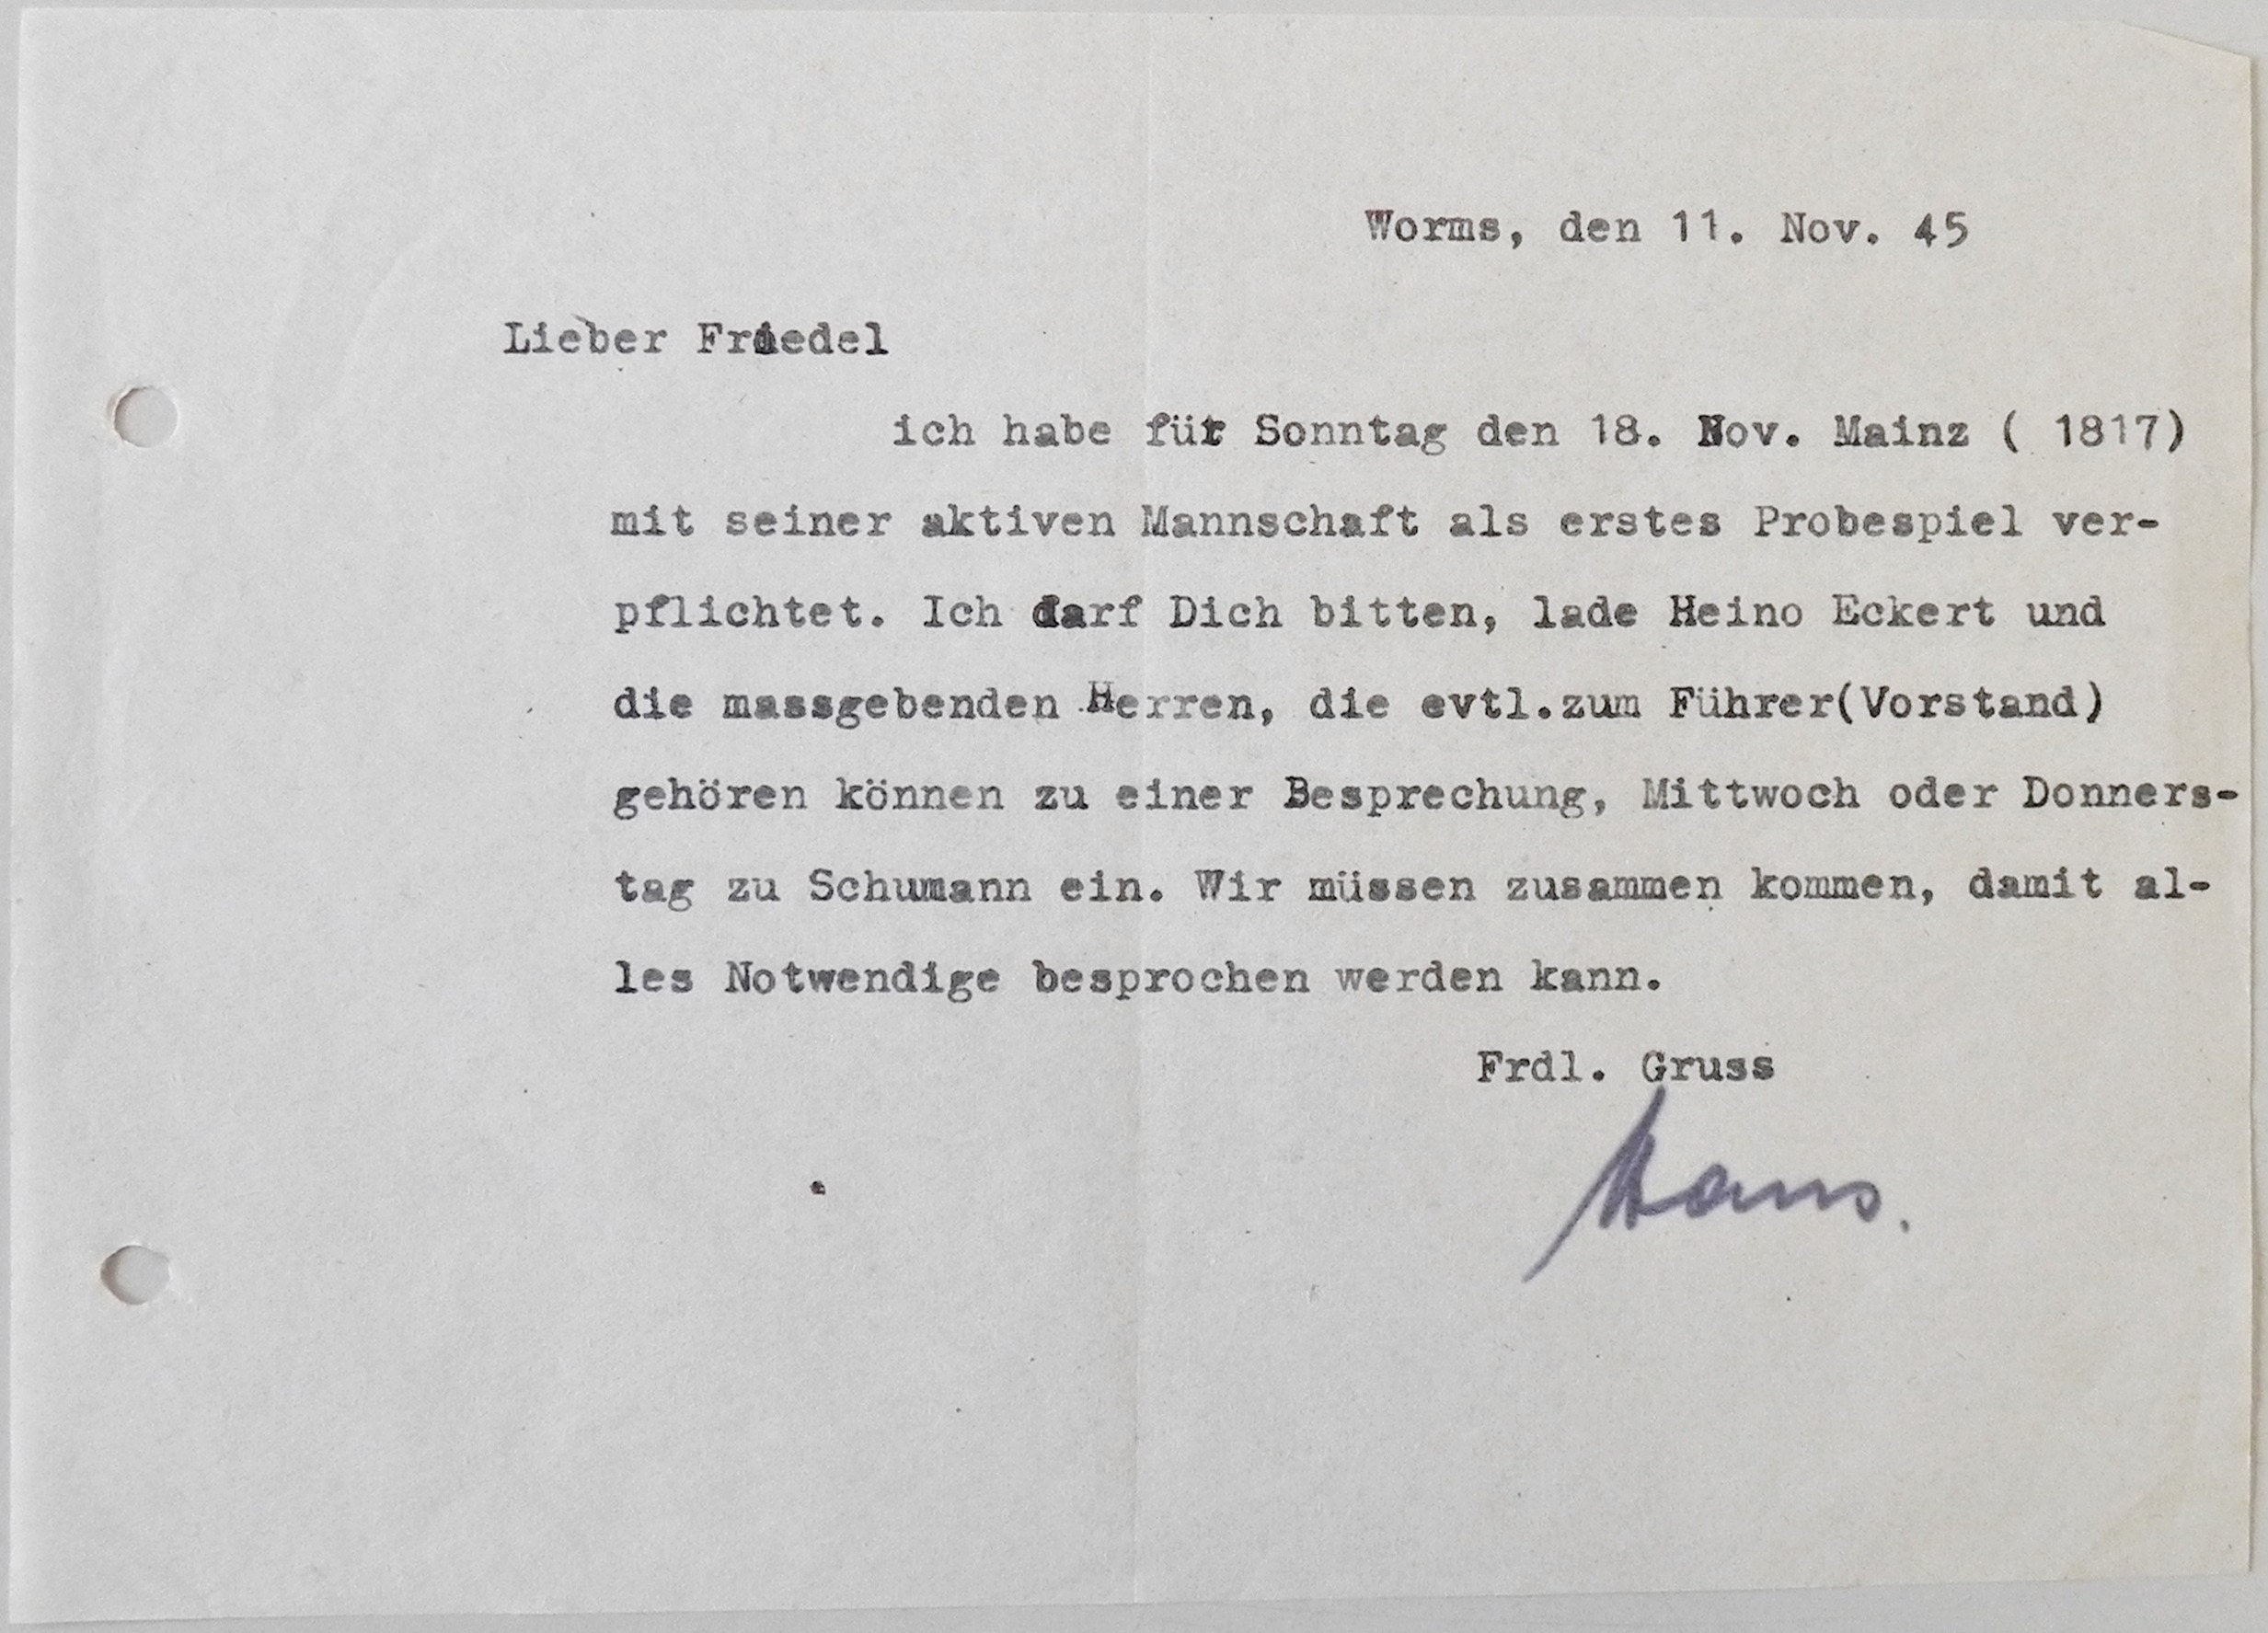 Worms, den 11. Nov. 45
Lieber Friedel
ich habe für Sonntag den 18. Nov. Mainz ( 1817)
mit seiner aktiven Mannschaft als erstes Probespiel ver-
pflichtet. Ich darf Dich bitten, lade Heino Eckert und
die massgebenden Herren, die evtl.zum Führer(Vorstand)
gehören können zu einer Besprechung, Mittwoch oder Donners-
tag zu Schumann ein. Wir müssen zusammen kommen, damit al-
les Notwendige besprochen werden kann.
Frdl. Gruss
Hans.